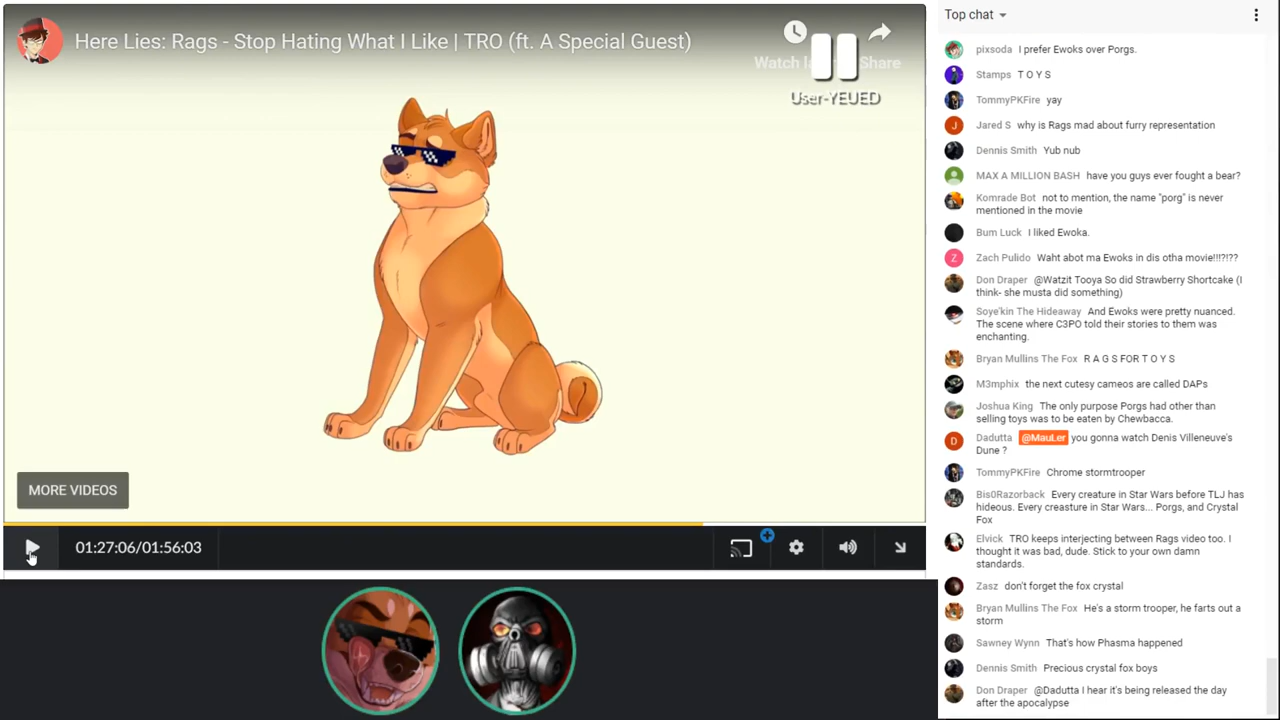 Here Lies: Rags - Stop Hating What I Like | TRO (ft. A Special Guest)
Watch la
Share
User-YEUED
MORE VIDEOS
01:27:06/01:56:03
Top chat
pixsoda I prefer Ewoks over Porgs.
Stamps T O Y S
TommyPKFire yay
J
Jared S why is Rags mad about furry representation
Dennis Smith Yub nub
MAX A MILLION BASH have you guys ever fought a bear?
Komrade Bot not to mention, the name "porg" is never
mentioned in the movie
Bum Luck I liked Ewoka.
Z
Zach Pulido Waht abot ma Ewoks in dis otha movie!!!?!??
Don Draper @Watzit Tooya So did Strawberry Shortcake (I
think- she musta did something)
Soye'kin The Hideaway And Ewoks were pretty nuanced.
The scene where C3PO told their stories to them was
enchanting.
Bryan Mullins The Fox R A G S FOR T O Y S
M3mphix the next cutesy cameos are called DAPs
Joshua King The only purpose Porgs had other than
selling toys was to be eaten by Chewbacca.
D
Dadutta @MauLer you gonna watch Denis Villeneuve's
Dune ?
TommyPKFire Chrome stormtrooper
Bis0Razorback Every creature in Star Wars before TLJ has
hideous. Every creasture in Star Wars... Porgs, and Crystal
Fox
Elvick TRO keeps interjecting between Rags video too. I
thought it was bad, dude. Stick to your own damn
standards.
Zasz don't forget the fox crystal
Bryan Mullins The Fox He's a storm trooper, he farts out a
storm
Sawney Wynn That's how Phasma happened
Dennis Smith Precious crystal fox boys
Don Draper @Dadutta I hear it's being released the day
after the apocalypse